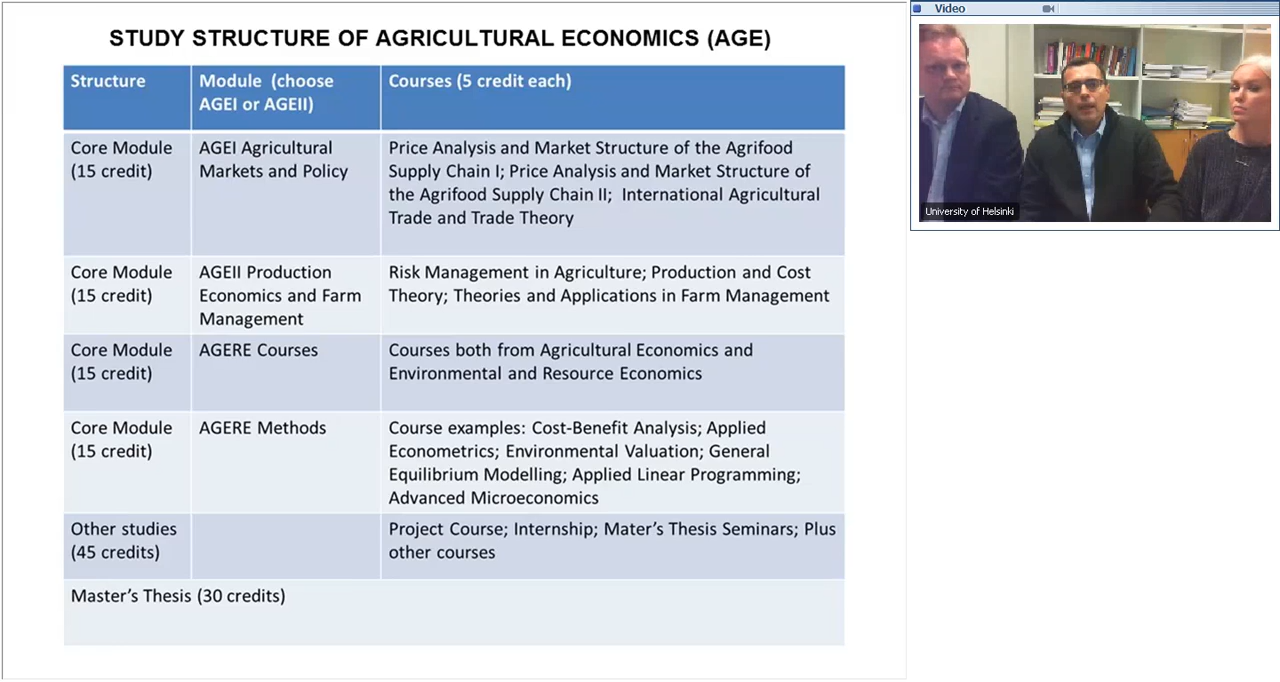 STUDY STRUCTURE OF AGRICULTURAL ECONOMICS (AGE)
Structure
Module (choose
AGEI or AGEII)
Courses (5 credit each)
Core Module
(15 credit)
AGEI Agricultural
Markets and Policy
Price Analysis and Market Structure of the Agrifood
Supply Chain I; Price Analysis and Market Structure of
the Agrifood Supply Chain II; International Agricultural
Trade and Trade Theory
Core Module
(15 credit)
AGEII Production
Economics and Farm
Management
Risk Management in Agriculture; Production and Cost
Theory; Theories and Applications in Farm Management
Core Module
(15 credit)
AGERE Courses
Courses both from Agricultural Economics and
Environmental and Resource Economics
Core Module
(15 credit)
AGERE Methods
Course examples: Cost-Benefit Analysis; Applied
Econometrics; Environmental Valuation; General
Equilibrium Modelling; Applied Linear Programming;
Advanced Microeconomics
Other studies
(45 credits)
Project Course; Internship; Mater's Thesis Seminars; Plus
other courses
Master's Thesis (30 credits)
Video
University of Helsinki